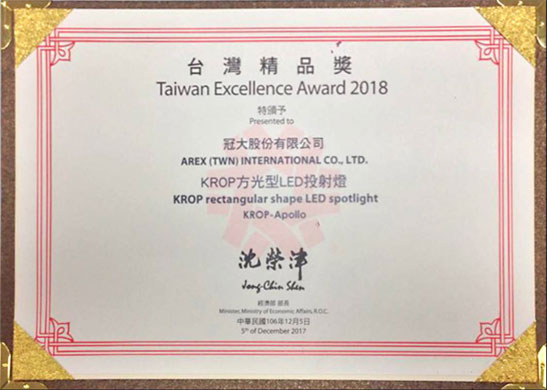 台灣精品獎
Taiwan Excellence Award 2018
特頒予
Presented to
冠大股份有限公司
AREX (TWN) INTERNATIONAL CO., LTD.
KROP方光型LED投射燈
KROP rectangular shape LED spotlight
KROP-Apollo
沈榮津
Jong-Chin Shen
經濟部 部長
Minister, Ministry of Economic Affairs, R.O.C.
中華民國106年12月5日
5th of December 2017